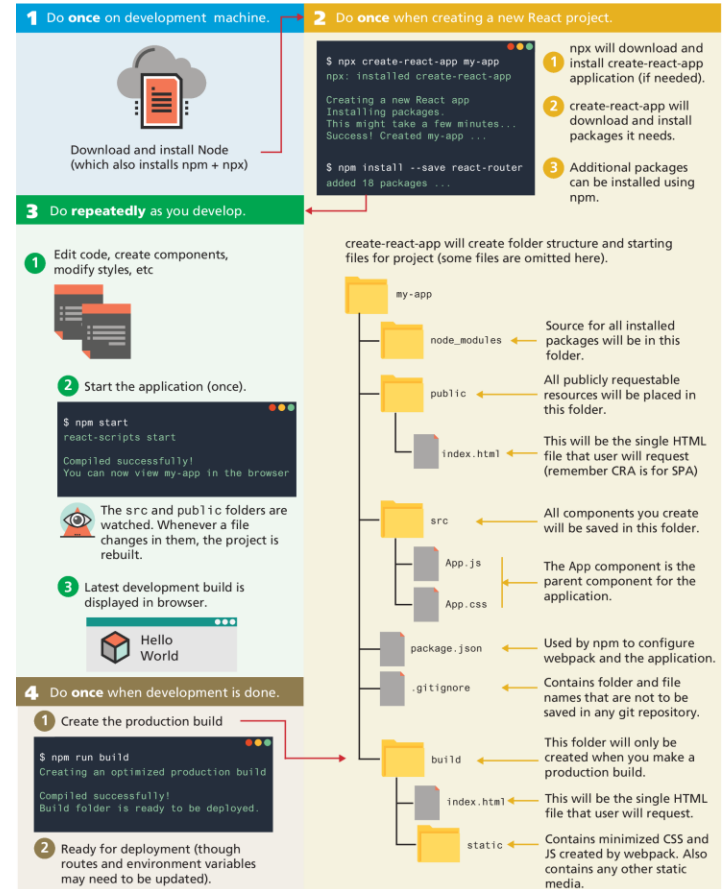 1 Do once on development machine.
Download and install Node
(which also installs npm + npx)
2 Do once when creating a new React project.
$ npx create-react-app my-app
npx: installed create-react-app
Creating a new React app
Installing packages.
This might take a few minutes...
Success! Created my-app ...
$ npm install --save react-router
added 18 packages ...
1 npx will download and
install create-react-app
application (if needed).
2 create-react-app will
download and install
packages it needs.
3 Additional packages
can be installed using
npm.
3 Do repeatedly as you develop.
1 Edit code, create components,
modify styles, etc
2 Start the application (once).
$ npm start
react-scripts start
Compiled successfully!
You can now view my-app in the browser
The src and public folders are
watched. Whenever a file
changes in them, the project is
rebuilt.
3 Latest development build is
displayed in browser.
Hello
World
create-react-app will create folder structure and starting
files for project (some files are omitted here).
my-app
node_modules
Source for all installed
packages will be in this
folder.
public
All publicly requestable
resources will be placed in
this folder.
index.html
This will be the single HTML
file that user will request
(remember CRA is for SPA)
src
All components you create
will be saved in this folder.
App.js
App.css
The App component is the
parent component for the
application.
package.json
Used by npm to configure
webpack and the application.
.gitignore
Contains folder and file
names that are not to be
saved in any git repository.
4 Do once when development is done.
1 Create the production build
$ npm run build
Creating an optimized production build
Compiled successfully!
Build folder is ready to be deployed.
2 Ready for deployment (though
routes and environment variables
may need to be updated).
build
This folder will only be
created when you make a
production build.
index.html
This will be the single HTML
file that user will request.
static
Contains minimized CSS and
JS created by webpack. Also
contains any other static
media.